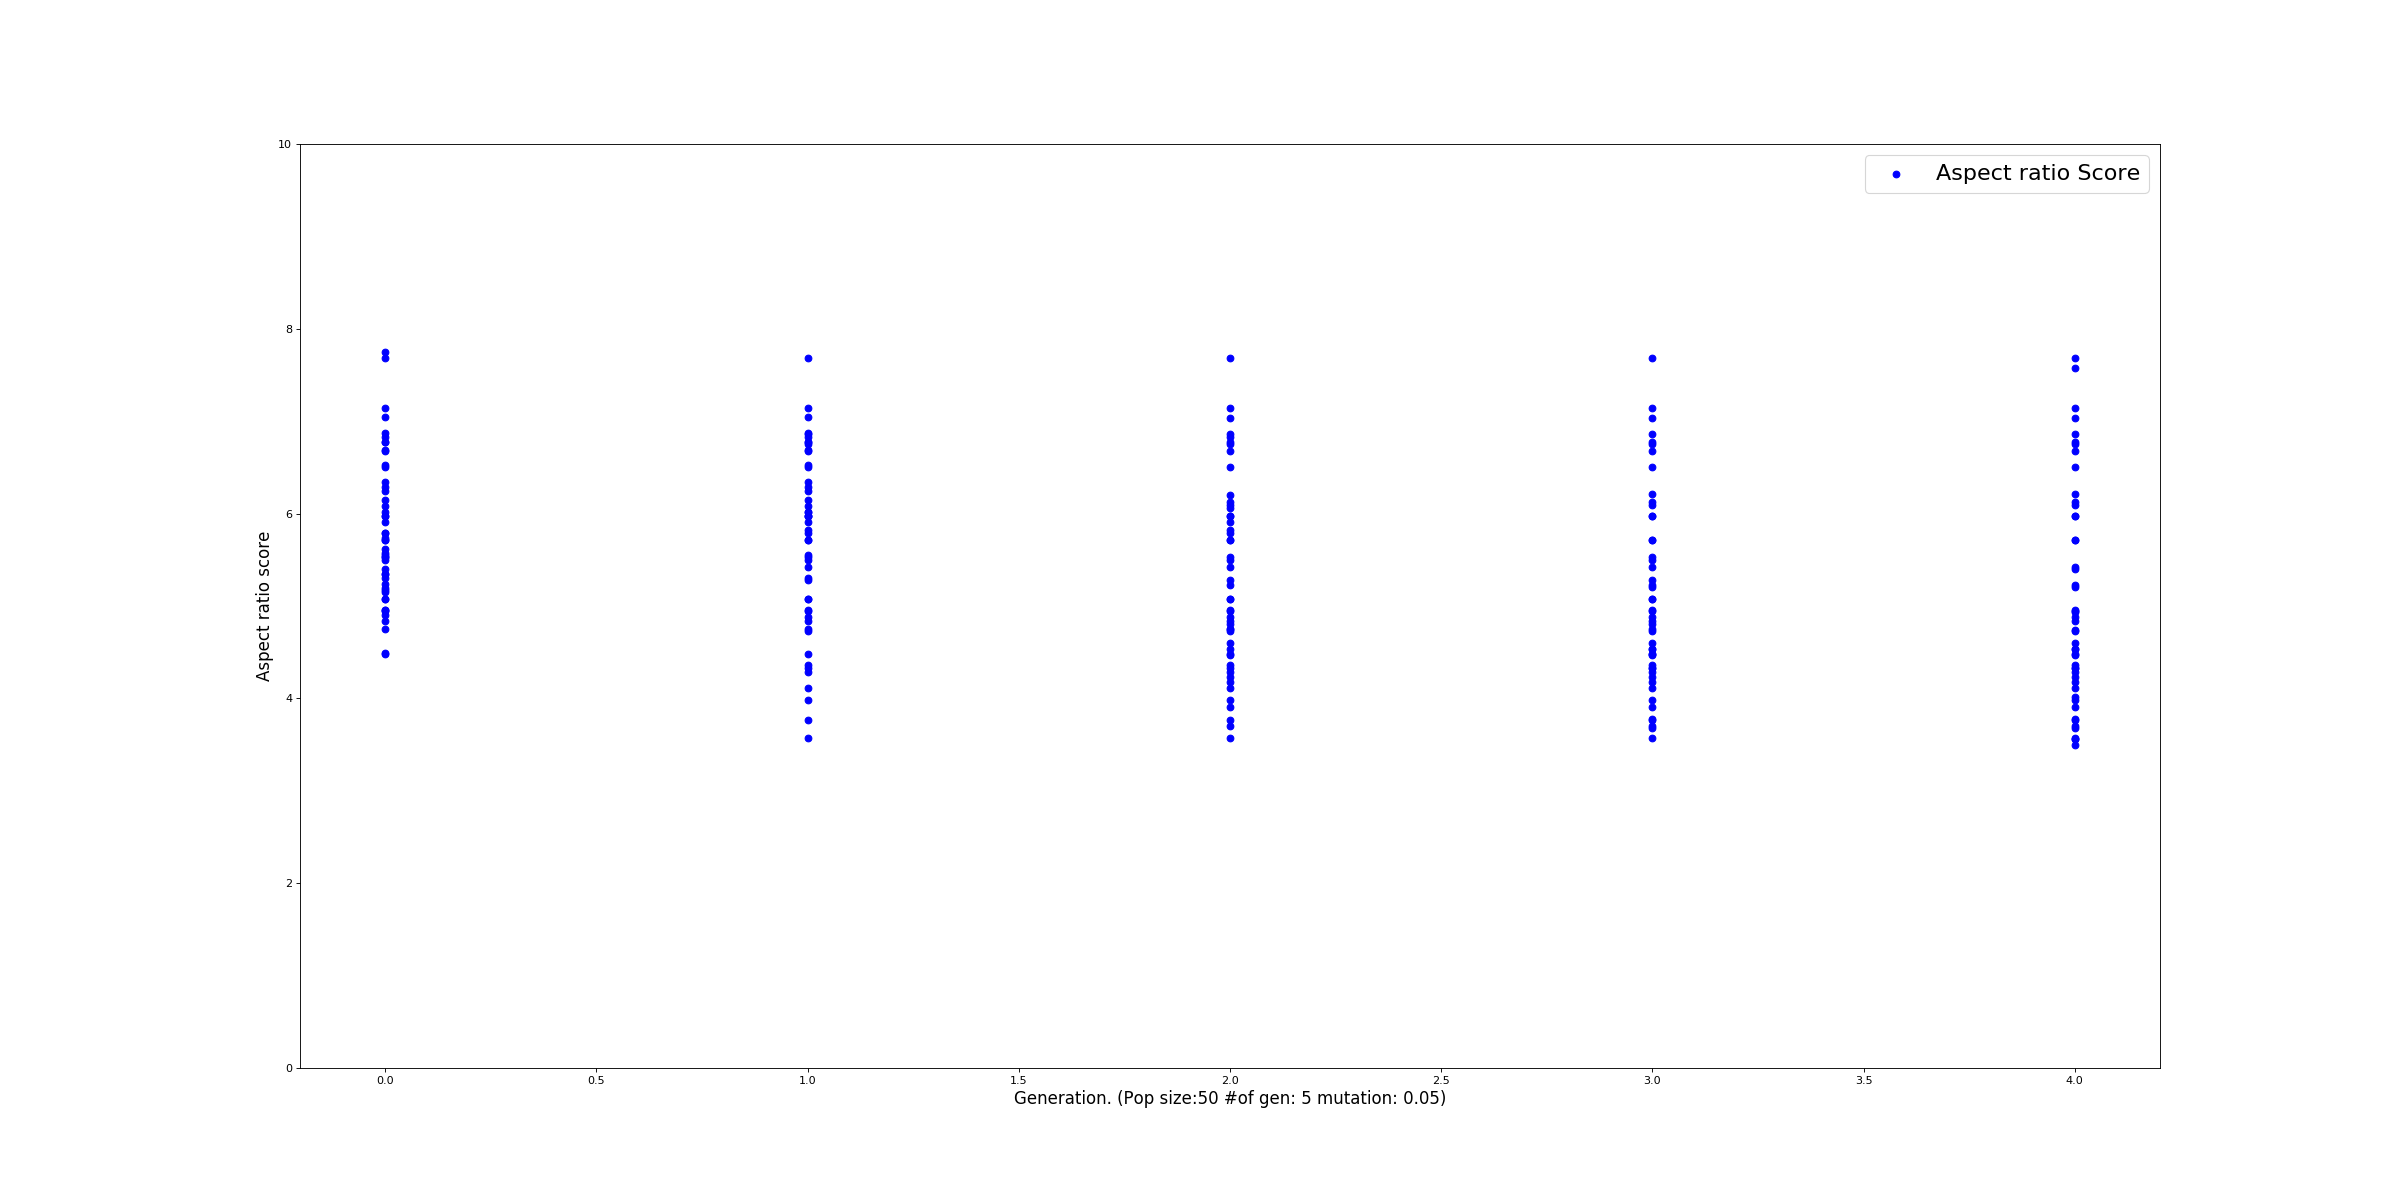 10
Aspect ratio Score
8
6
Aspect ratio score
4
2
0
0.0 0.5 1.0 1.5 2.0 2.5 3.0 3.5 4.0
Generation. (Pop size:50 #of gen: 5 mutation: 0.05)